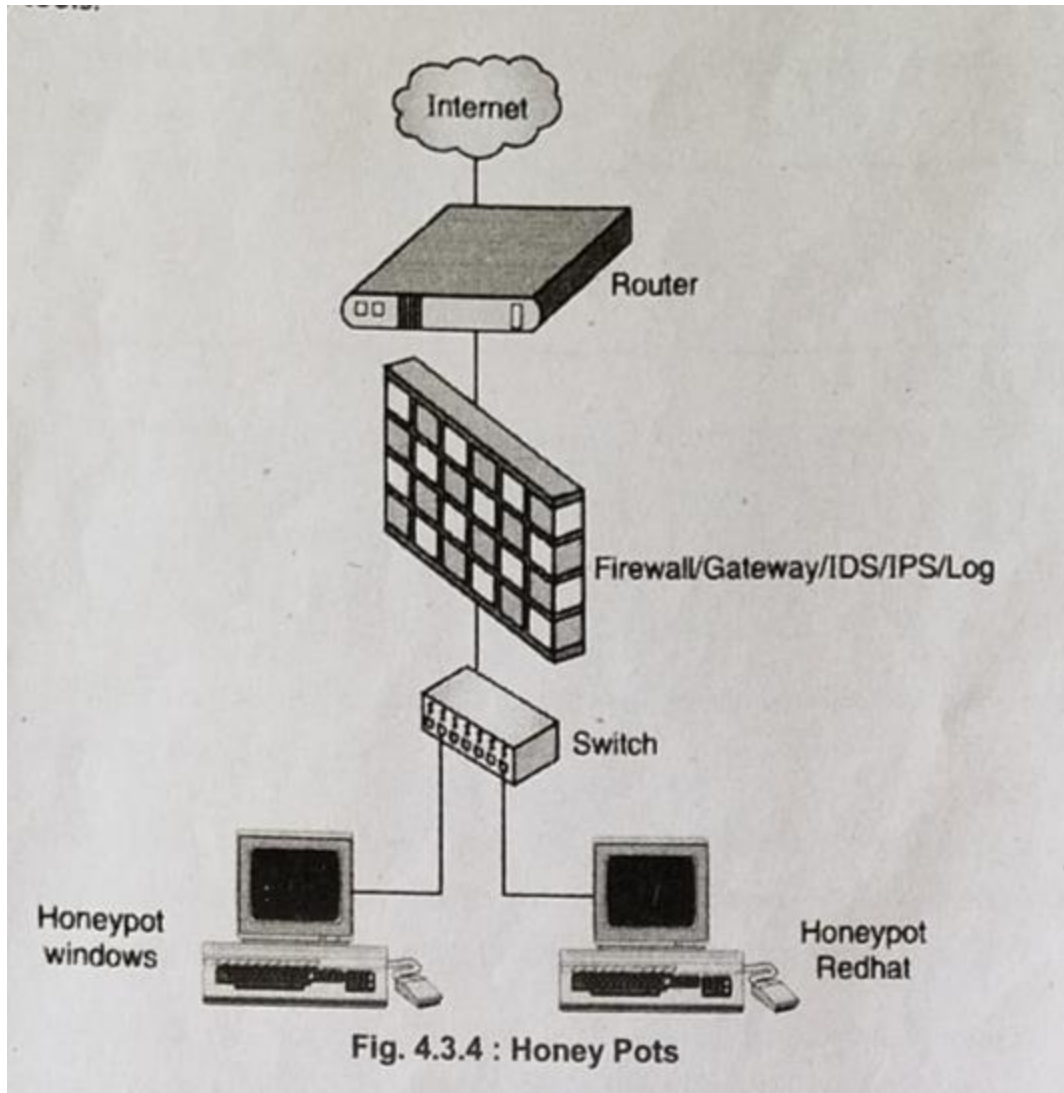 Internet
Router
Firewall/Gateway/IDS/IPS/Log
Switch
Honeypot
windows
Honeypot
Redhat
Fig. 4.3.4 : Honey Pots